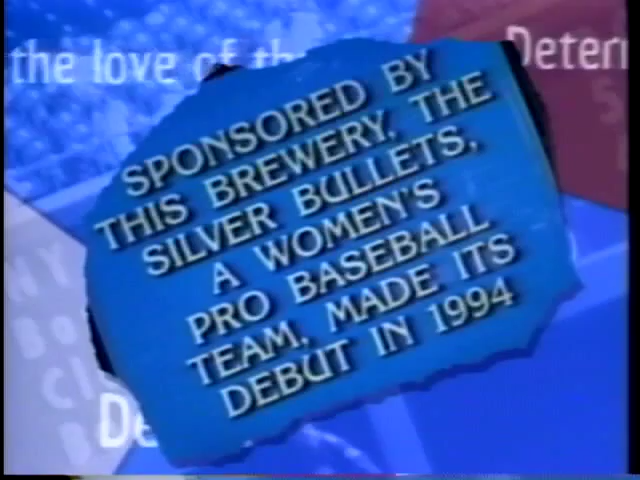 the love of th
Deter
SPONSORED BY
THIS BREWERY, THE
SILVER BULLETS,
A WOMEN'S
PRO BASEBALL
TEAM, MADE ITS
DEBUT IN 1994
De